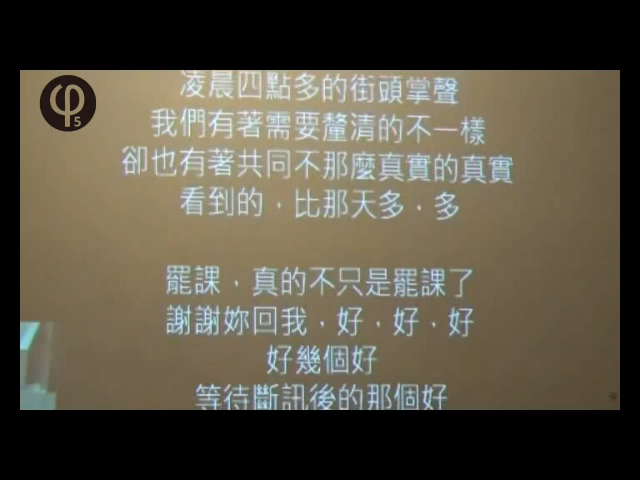 φ5
凌晨四點多的街頭掌聲
我們有著需要釐清的不一樣
卻也有著共同不那麼真實的真實
看到的，比那天多，多
罷課，真的不只是罷課了
謝謝妳回我，好，好，好
好幾個好
等待斷訊後的那個好